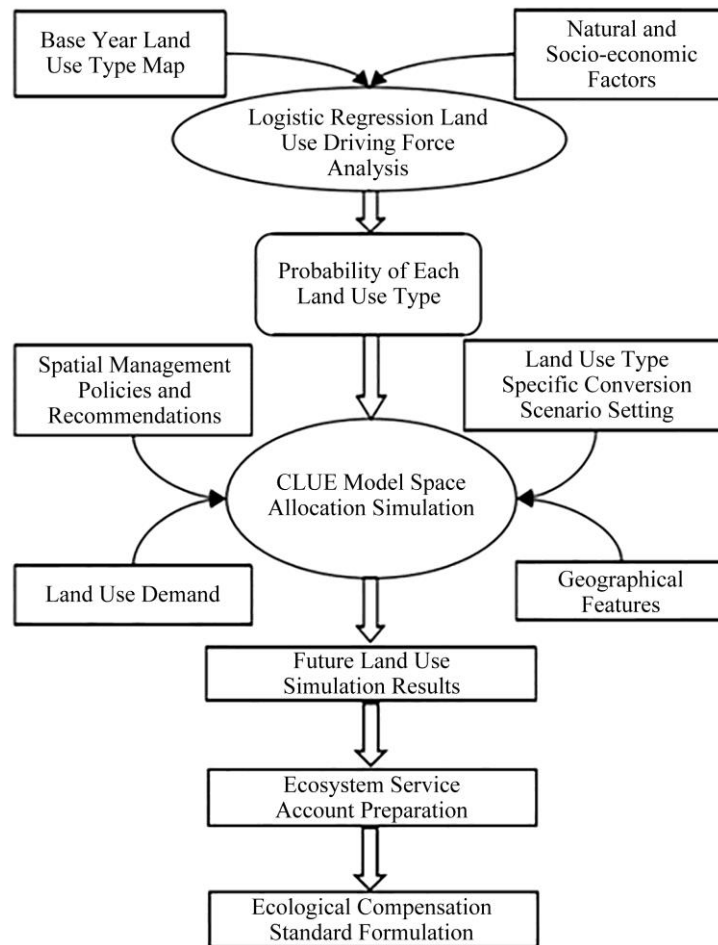 Base Year Land
Use Type Map
Natural and
Socio-economic
Factors
Logistic Regression Land
Use Driving Force
Analysis
Probability of Each
Land Use Type
Spatial Management
Policies and
Recommendations
Land Use Type
Specific Conversion
Scenario Setting
CLUE Model Space
Allocation Simulation
Land Use Demand
Geographical
Features
Future Land Use
Simulation Results
Ecosystem Service
Account Preparation
Ecological Compensation
Standard Formulation